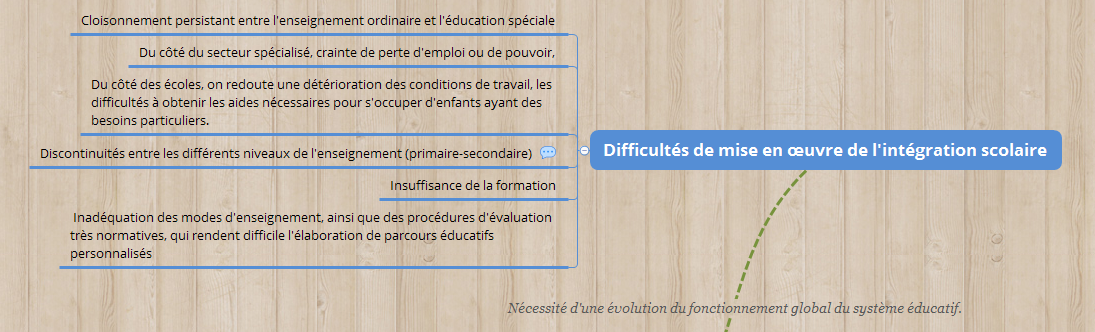 Cloisonnement persistant entre l'enseignement ordinaire et l'éducation spéciale
Du côté du secteur spécialisé, crainte de perte d'emploi ou de pouvoir,
Du côté des écoles, on redoute une détérioration des conditions de travail, les
difficultés à obtenir les aides nécessaires pour s'occuper d'enfants ayant des
besoins particuliers.
Discontinuités entre les différents niveaux de l'enseignement (primaire-secondaire)
Insuffisance de la formation
Inadéquation des modes d'enseignement, ainsi que des procédures d'évaluation
très normatives, qui rendent difficile l'élaboration de parcours éducatifs
personnalisés
Difficultés de mise en œuvre de l'intégration scolaire
Nécessité d'une évolution du fonctionnement global du système éducatif.